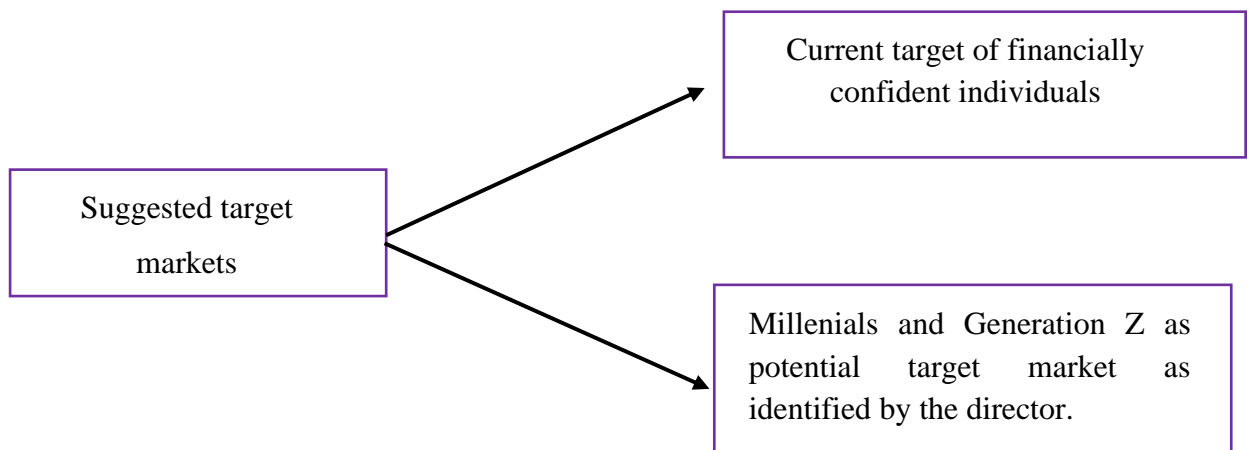 Current target of financially
confident individuals
Suggested target
markets
Millenials and Generation Z as
potential target market as
identified by the director.